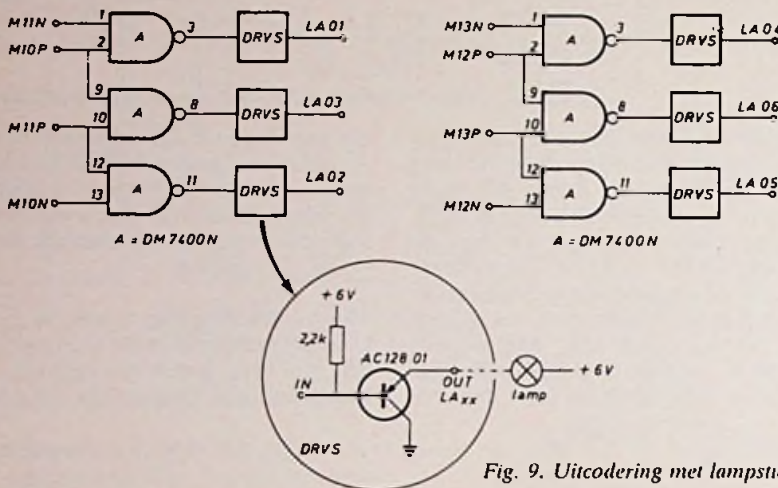 M11N 1 A 3 DRVS LA01
M10P 2
9 A 8 DRVS LA03
M11P 10
12 A 11 DRVS LA02
M10N 13
A = DM7400N
M13N 1 A 3 DRVS LA04
M12P 2
9 A 8 DRVS LA06
M13P 10
12 A 11 DRVS LA05
M12N 13
A = DM7400N
+6V
2,2k
AC128 01
IN
OUT
LAxx
lamp
+6V
DRVS
Fig. 9. Uitcodering met